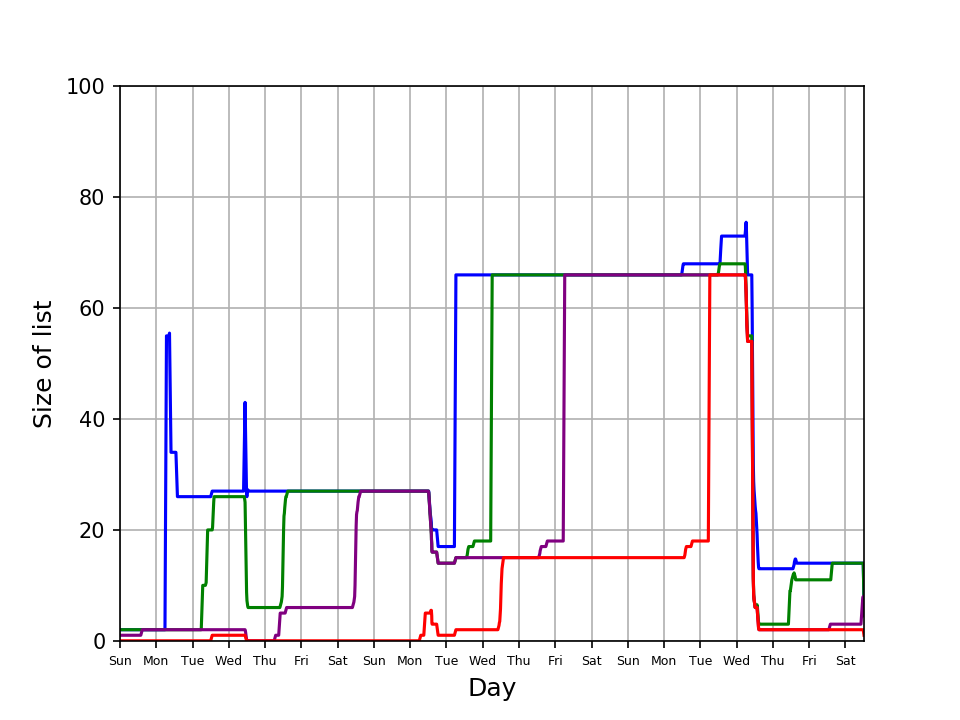 100
80
60
40
20
0
Size of list
Sun Mon Tue Wed Thu Fri Sat Sun Mon Tue Wed Thu Fri Sat Sun Mon Tue Wed Thu Fri Sat
Day